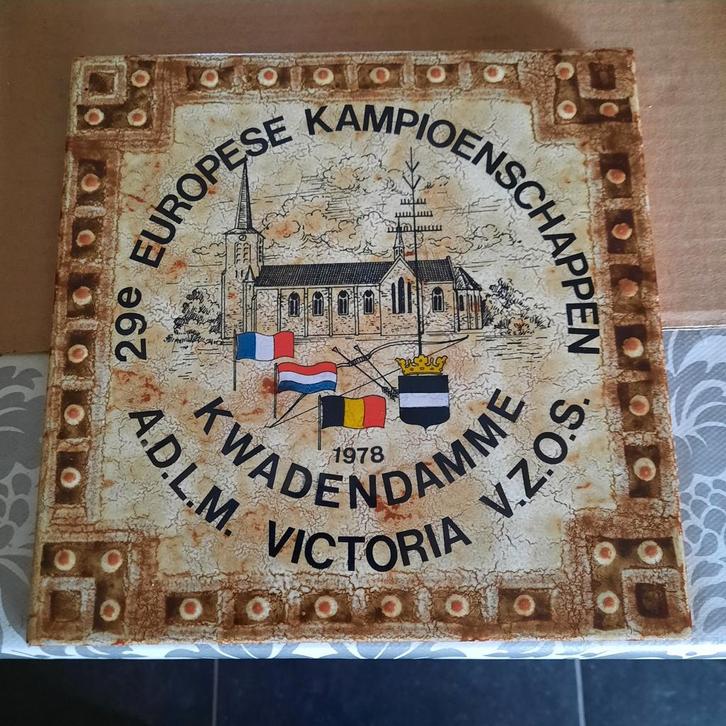 29e EUROPESE KAMPIOENSCHAPPEN
1978
KWADENDAMME
A.D.L.M. VICTORIA V.Z.O.S.